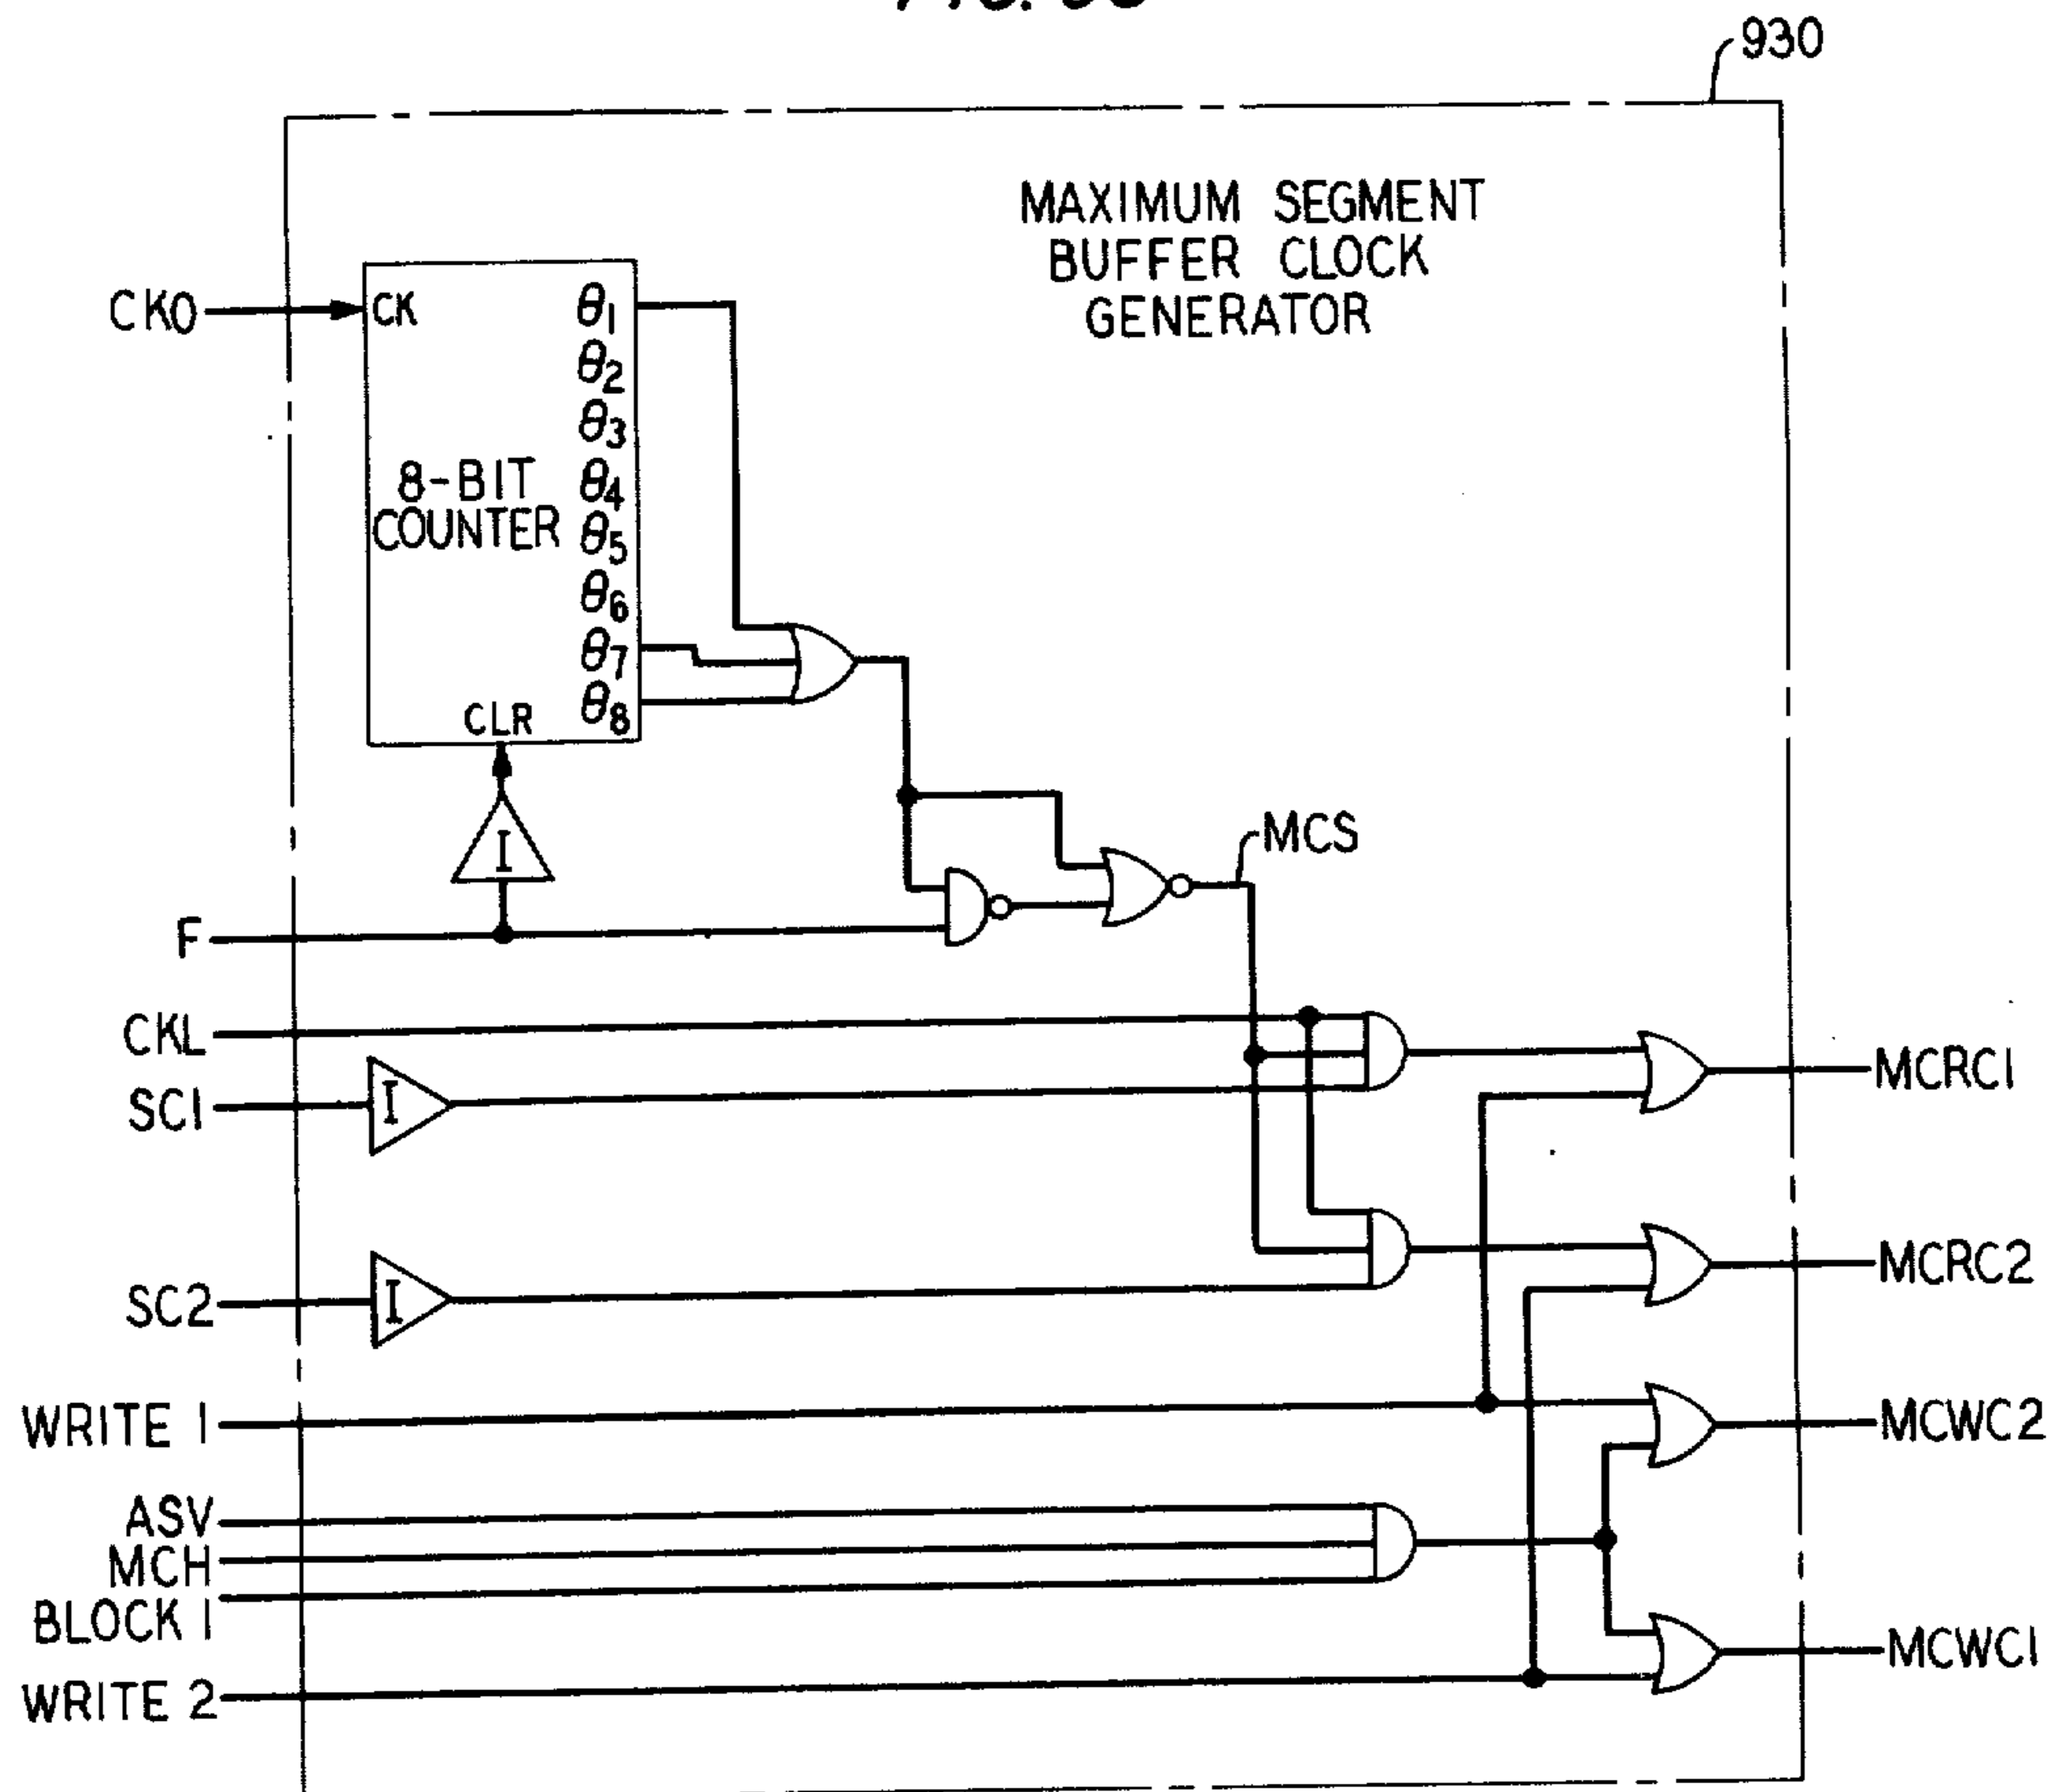 930
MAXIMUM SEGMENT
BUFFER CLOCK
GENERATOR
CK0
CK
θ1
θ2
θ3
θ4
θ5
θ6
θ7
θ8
8-BIT
COUNTER
CLR
I
MCS
F
CKL
SC1
I
MCRC1
SC2
I
MCRC2
WRITE 1
MCWC2
ASV
MCH
BLOCK 1
MCWC1
WRITE 2